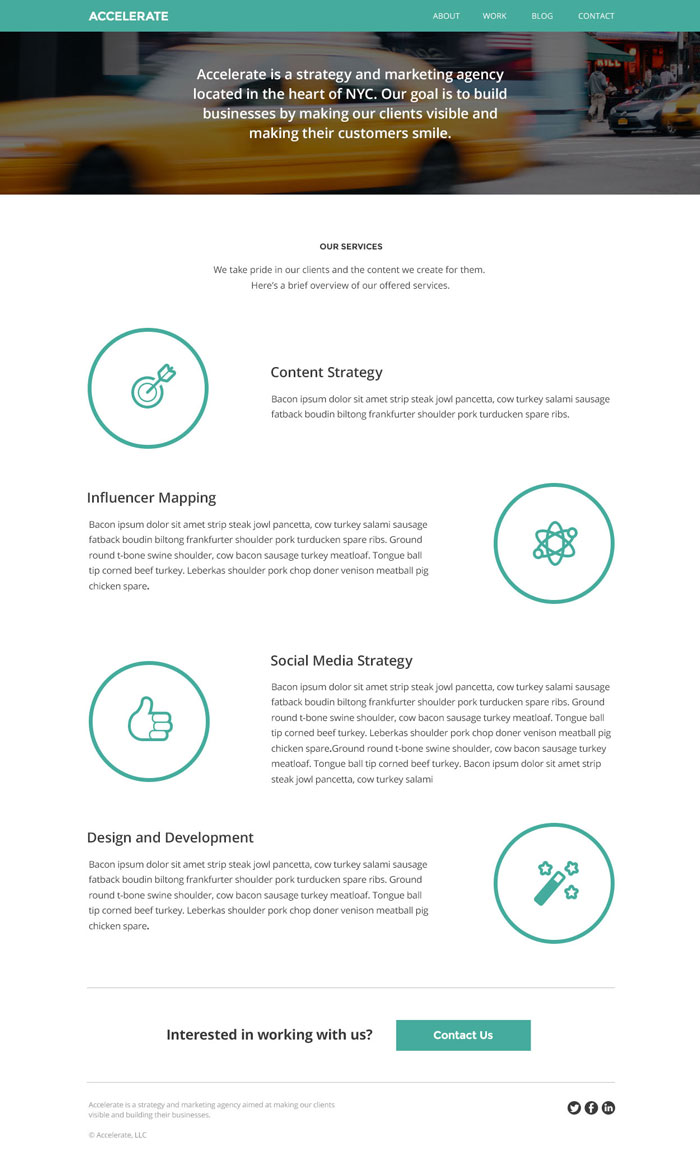 ACCELERATE
ABOUT WORK BLOG CONTACT
Accelerate is a strategy and marketing agency
located in the heart of NYC. Our goal is to build
businesses by making our clients visible and
making their customers smile.
OUR SERVICES
We take pride in our clients and the content we create for them.
Here's a brief overview of our offered services.
Content Strategy
Bacon ipsum dolor sit amet strip steak jowl pancetta, cow turkey salami sausage
fatback boudin biltong frankfurter shoulder pork turducken spare ribs.
Influencer Mapping
Bacon ipsum dolor sit amet strip steak jowl pancetta, cow turkey salami sausage
fatback boudin biltong frankfurter shoulder pork turducken spare ribs. Ground
round t-bone swine shoulder, cow bacon sausage turkey meatloaf. Tongue ball
tip corned beef turkey. Leberkas shoulder pork chop doner venison meatball pig
chicken spare.
Social Media Strategy
Bacon ipsum dolor sit amet strip steak jowl pancetta, cow turkey salami sausage
fatback boudin biltong frankfurter shoulder pork turducken spare ribs. Ground
round t-bone swine shoulder, cow bacon sausage turkey meatloaf. Tongue ball
tip corned beef turkey. Leberkas shoulder pork chop doner venison meatball pig
chicken spare.Ground round t-bone swine shoulder, cow bacon sausage turkey
meatloaf. Tongue ball tip corned beef turkey. Bacon ipsum dolor sit amet strip
steak jowl pancetta, cow turkey salami
Design and Development
Bacon ipsum dolor sit amet strip steak jowl pancetta, cow turkey salami sausage
fatback boudin biltong frankfurter shoulder pork turducken spare ribs. Ground
round t-bone swine shoulder, cow bacon sausage turkey meatloaf. Tongue ball
tip corned beef turkey. Leberkas shoulder pork chop doner venison meatball pig
chicken spare.
Interested in working with us?
Contact Us
Accelerate is a strategy and marketing agency aimed at making our clients
visible and building their businesses.
© Accelerate, LLC